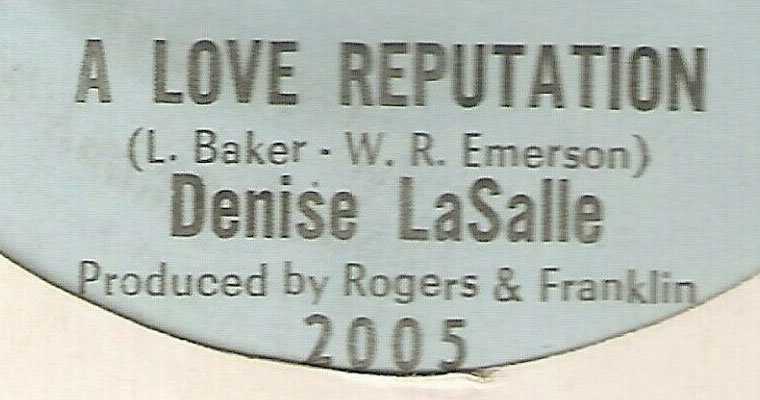 A LOVE REPUTATION
(L. Baker - W. R. Emerson)
Denise LaSalle
Produced by Rogers & Franklin
2005